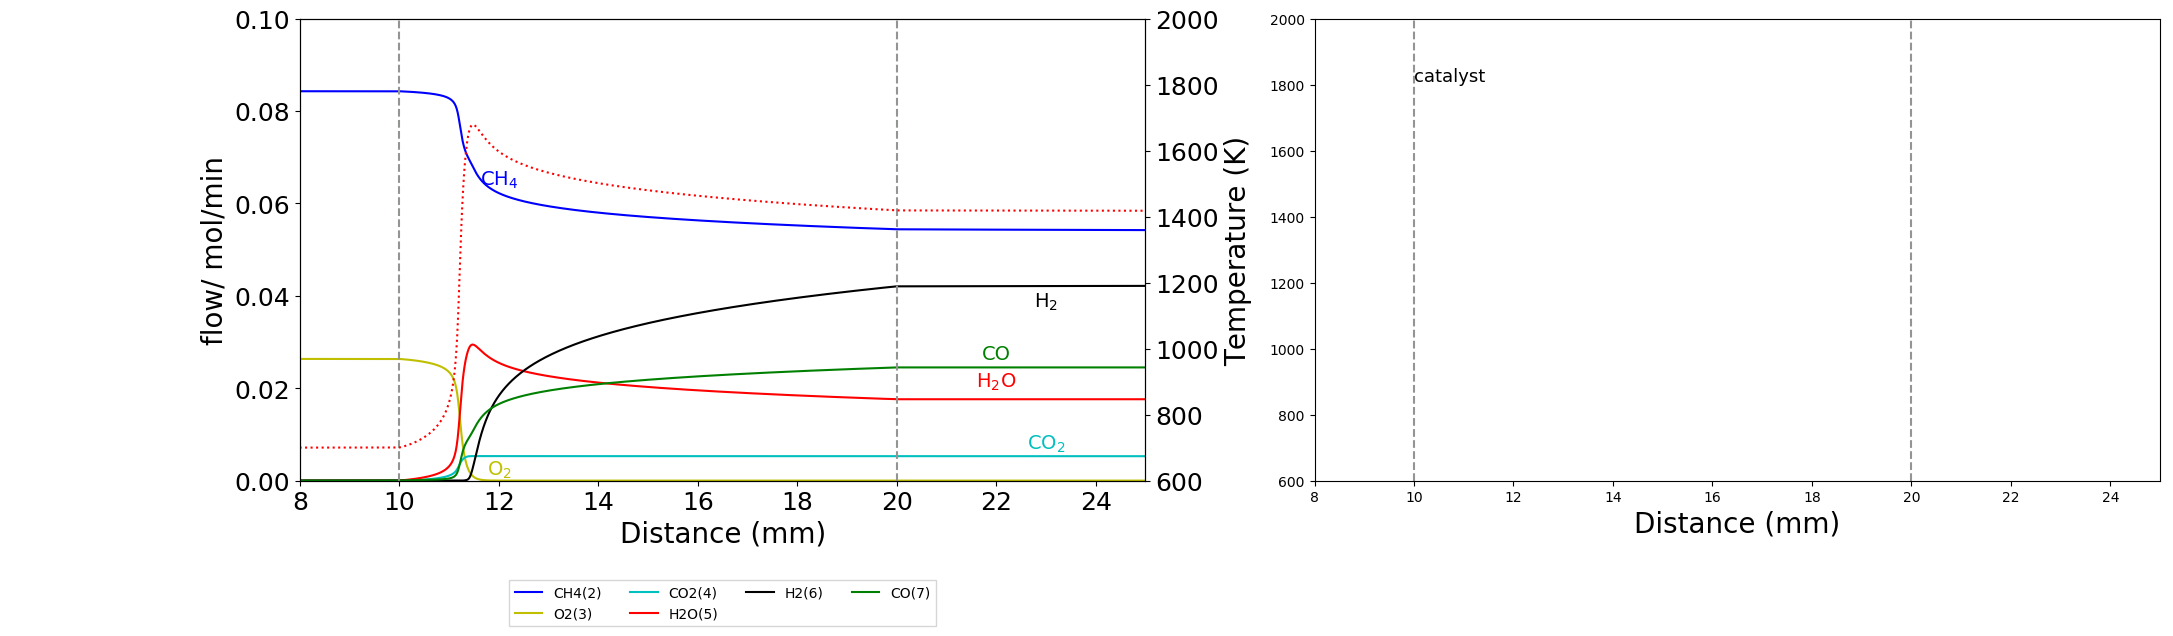 0.10
0.08
0.06
0.04
0.02
0.00
flow/ mol/min
8 10 12 14 16 18 20 22 24
Distance (mm)
2000
1800
1600
1400
1200
1000
800
600
Temperature (K)
CH₄
H₂
CO
H₂O
CO₂
O₂
CH4(2) CO2(4) H2(6) CO(7)
O2(3) H2O(5)
2000
1800
1600
1400
1200
1000
800
600
catalyst
8 10 12 14 16 18 20 22 24
Distance (mm)